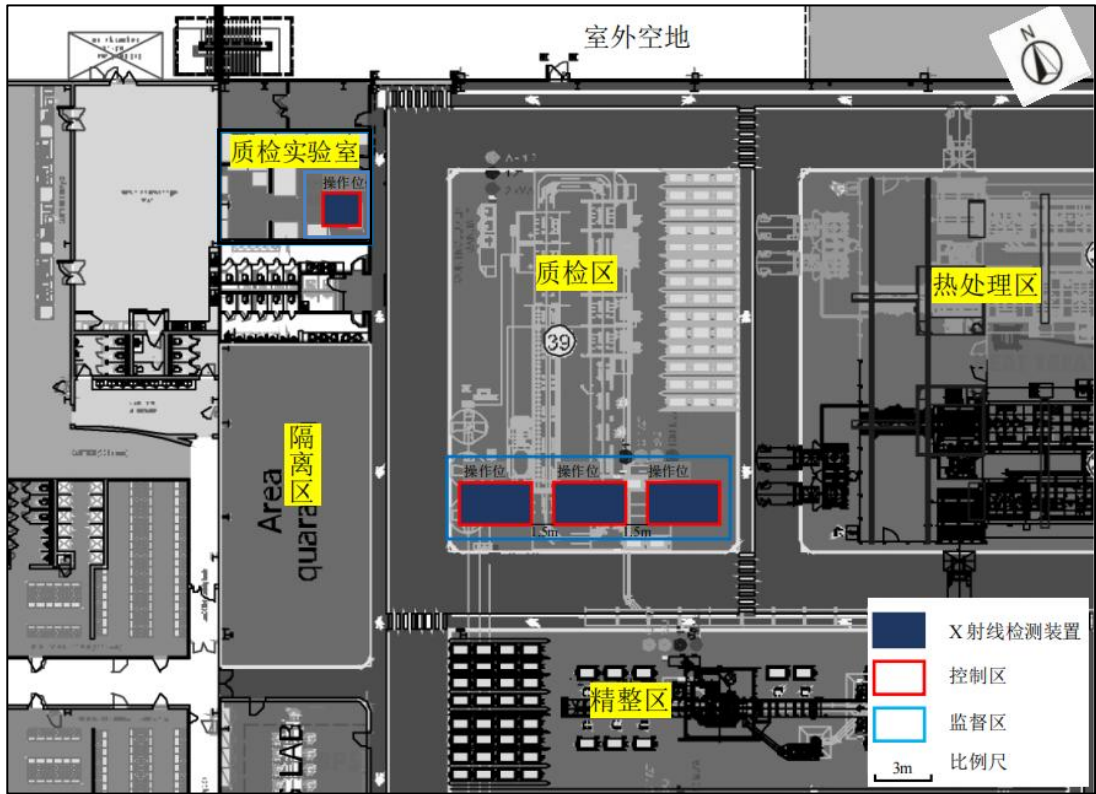 室外空地
N
质检实验室
操作位
质检区
热处理区
39
隔离区
Area
quara
操作位
操作位
操作位
1.5m
1.5m
精整区
LAB
X 射线检测装置
控制区
监督区
3m
比例尺